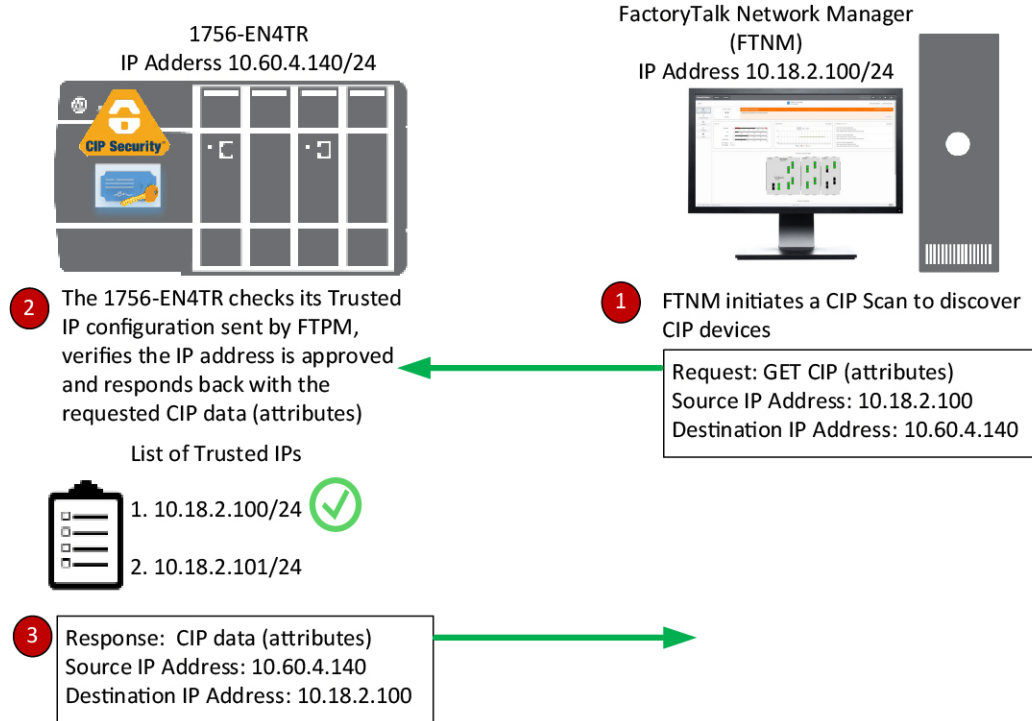 1756-EN4TR
IP Adderss 10.60.4.140/24
CIP Security™
FactoryTalk Network Manager
(FTNM)
IP Address 10.18.2.100/24
1
FTNM initiates a CIP Scan to discover
CIP devices
Request: GET CIP (attributes)
Source IP Address: 10.18.2.100
Destination IP Address: 10.60.4.140
2
The 1756-EN4TR checks its Trusted
IP configuration sent by FTPM,
verifies the IP address is approved
and responds back with the
requested CIP data (attributes)
List of Trusted IPs
1. 10.18.2.100/24
2. 10.18.2.101/24
3
Response:  CIP data (attributes)
Source IP Address: 10.60.4.140
Destination IP Address: 10.18.2.100